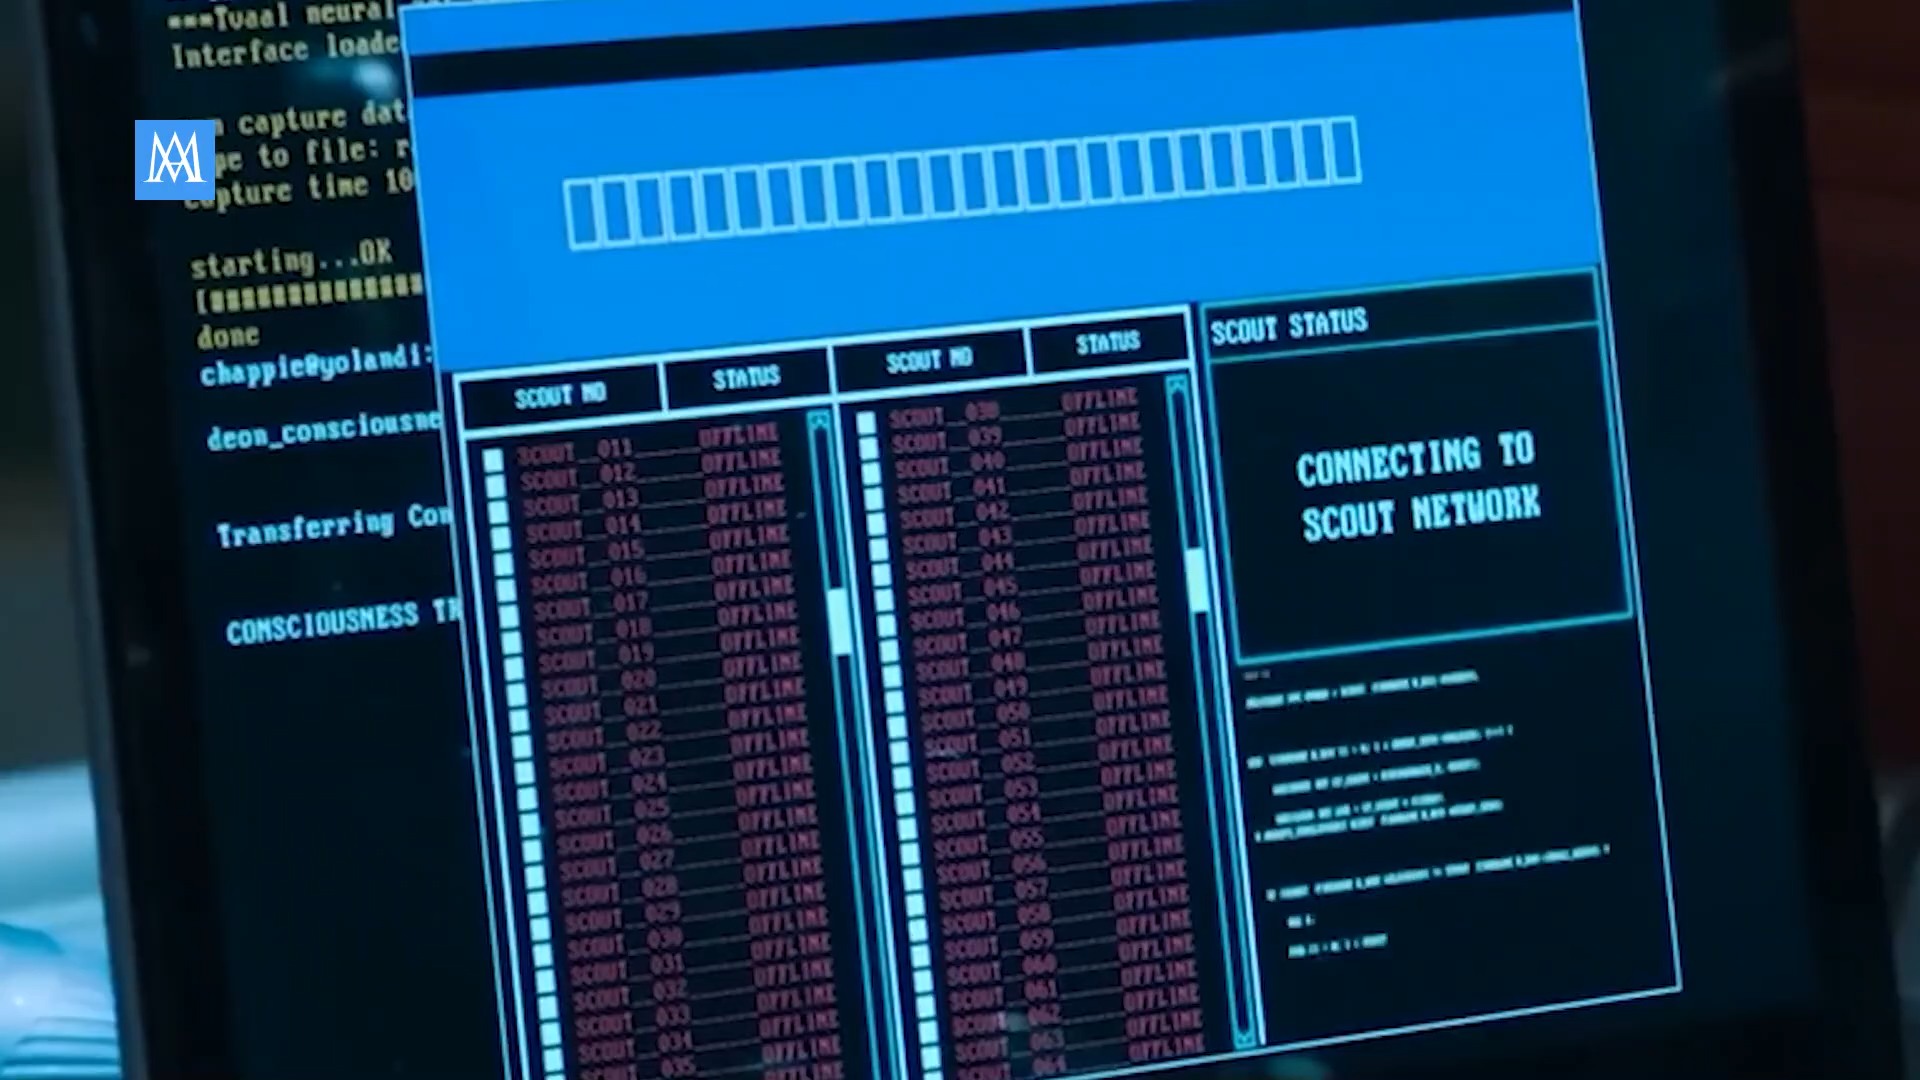 ***Tvaal neural
Interface loade
capture dat
pe to file: r
capture time 10
starting...OK
done
chappie@yolandi:
deon_consciousne
Transferring Con
CONSCIOUSNESS TR
SCOUT NO STATUS SCOUT NO STATUS
SCOUT_011 OFFLINE
SCOUT_012 OFFLINE
SCOUT_013 OFFLINE
SCOUT_014 OFFLINE
SCOUT_015 OFFLINE
SCOUT_016 OFFLINE
SCOUT_017 OFFLINE
SCOUT_018 OFFLINE
SCOUT_019 OFFLINE
SCOUT_020 OFFLINE
SCOUT_021 OFFLINE
SCOUT_022 OFFLINE
SCOUT_023 OFFLINE
SCOUT_024 OFFLINE
SCOUT_025 OFFLINE
SCOUT_026 OFFLINE
SCOUT_027 OFFLINE
SCOUT_028 OFFLINE
SCOUT_029 OFFLINE
SCOUT_030 OFFLINE
SCOUT_031 OFFLINE
SCOUT_032 OFFLINE
SCOUT_033 OFFLINE
SCOUT_034 OFFLINE
SCOUT_035 OFFLINE
SCOUT_038 OFFLINE
SCOUT_039 OFFLINE
SCOUT_040 OFFLINE
SCOUT_041 OFFLINE
SCOUT_042 OFFLINE
SCOUT_043 OFFLINE
SCOUT_044 OFFLINE
SCOUT_045 OFFLINE
SCOUT_046 OFFLINE
SCOUT_047 OFFLINE
SCOUT_048 OFFLINE
SCOUT_049 OFFLINE
SCOUT_050 OFFLINE
SCOUT_051 OFFLINE
SCOUT_052 OFFLINE
SCOUT_053 OFFLINE
SCOUT_054 OFFLINE
SCOUT_055 OFFLINE
SCOUT_056 OFFLINE
SCOUT_057 OFFLINE
SCOUT_058 OFFLINE
SCOUT_059 OFFLINE
SCOUT_060 OFFLINE
SCOUT_061 OFFLINE
SCOUT_062 OFFLINE
SCOUT_063 OFFLINE
SCOUT_064
SCOUT STATUS
CONNECTING TO
SCOUT NETWORK